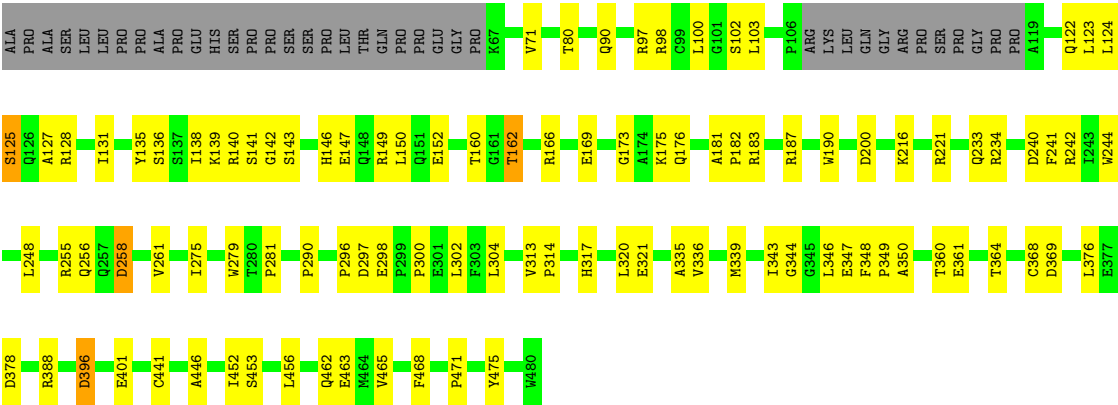 ALA PRO ALA SER LEU LEU PRO PRO ALA PRO GLU HIS SER PRO PRO SER SER PRO LEU THR GLN PRO PRO GLU GLY PRO K67 V71 T80 Q90 R97 R98 C99 L100 G101 S102 L103 P106 ARG LYS LEU GLN GLY ARG PRO SER PRO GLY PRO PRO A119 Q122 L123 L124
S125 Q126 A127 R128 I131 Y135 S136 S137 I138 K139 R140 S141 G142 S143 H146 E147 Q148 R149 L150 Q151 E152 T160 G161 T162 R166 E169 G173 A174 K175 Q176 A181 P182 R183 R187 W190 D200 K216 R221 Q233 R234 D240 F241 R242 I243 W244
L248 R255 Q256 Q257 D258 V261 I275 W279 T280 P281 P290 P296 D297 E298 P299 P300 E301 L302 F303 L304 V313 P314 H317 L320 E321 A335 V336 M339 I343 G344 G345 L346 E347 F348 P349 A350 T360 E361 T364 C368 D369 L376 E377
D378 R388 D396 E401 C441 A446 I452 S453 L456 Q462 E463 M464 V465 F468 P471 Y475 W480